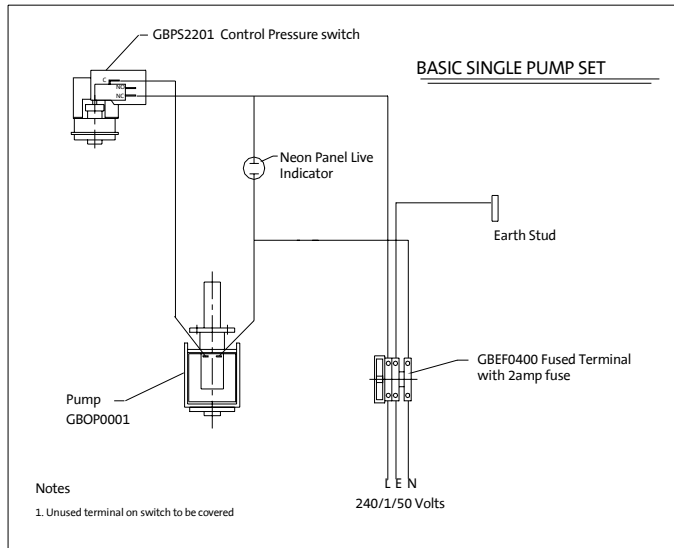 GBPS2201 Control Pressure switch
BASIC SINGLE PUMP SET
C
NO
NC
Neon Panel Live
Indicator
Earth Stud
GBEF0400 Fused Terminal
with 2amp fuse
Pump
GBOP0001
L E N
240/1/50 Volts
Notes
1. Unused terminal on switch to be covered